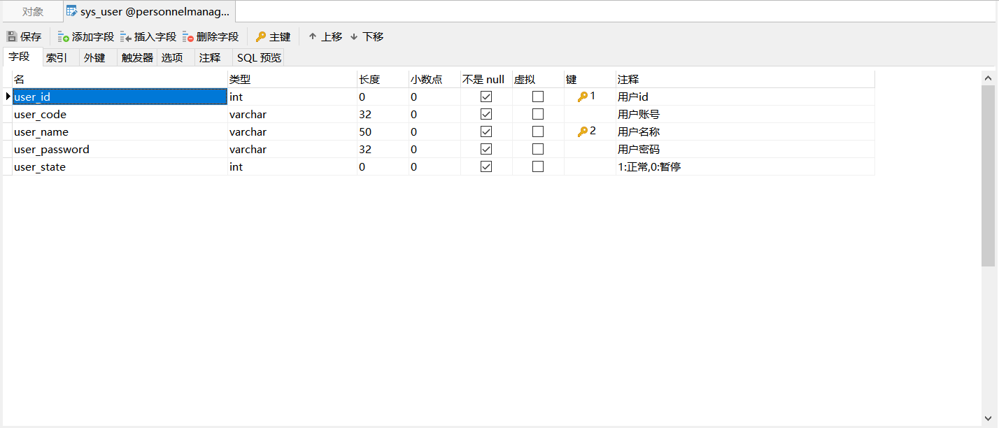 对象 sys_user @personnelmanag...
保存 添加字段 插入字段 删除字段 主键 上移 下移
字段 索引 外键 触发器 选项 注释 SQL 预览
名 类型 长度 小数点 不是 null 虚拟 键 注释
user_id int 0 0 1 用户id
user_code varchar 32 0 用户账号
user_name varchar 50 0 2 用户名称
user_password varchar 32 0 用户密码
user_state int 0 0 1:正常,0:暂停